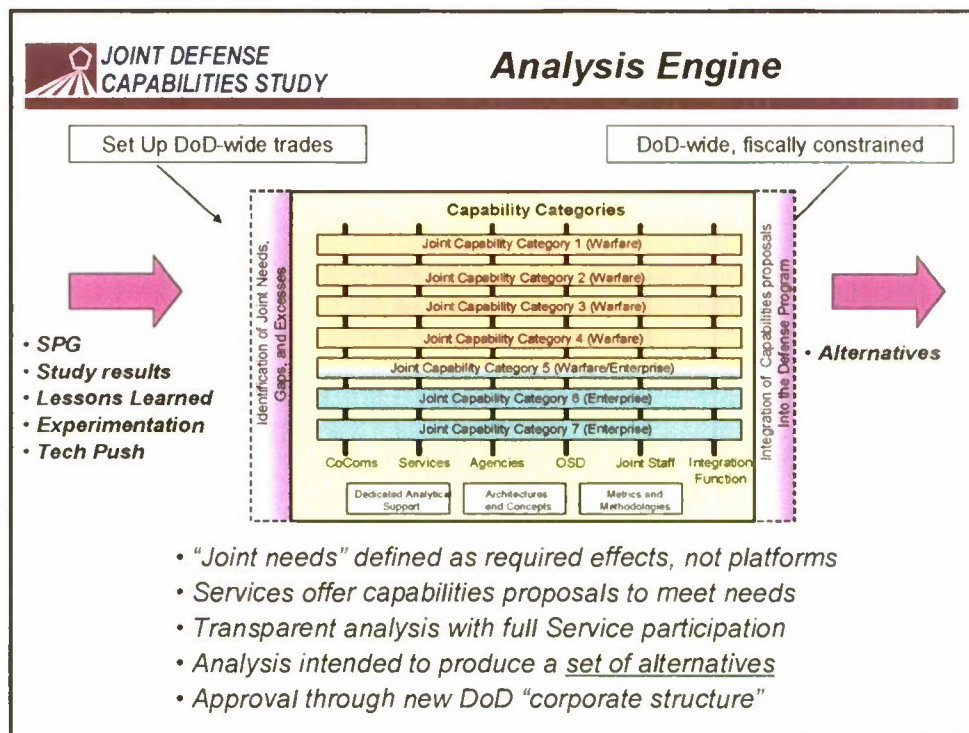 JOINT DEFENSE
CAPABILITIES STUDY
Analysis Engine
Set Up DoD-wide trades
DoD-wide, fiscally constrained
• SPG
• Study results
• Lessons Learned
• Experimentation
• Tech Push
Identification of Joint Needs,
Gaps, and Excesses
Capability Categories
Joint Capability Category 1 (Warfare)
Joint Capability Category 2 (Warfare)
Joint Capability Category 3 (Warfare)
Joint Capability Category 4 (Warfare)
Joint Capability Category 5 (Warfare/Enterprise)
Joint Capability Category 6 (Enterprise)
Joint Capability Category 7 (Enterprise)
CoComs Services Agencies OSD Joint Staff Integration
Function
Dedicated Analytical
Support
Architectures
and Concepts
Metrics and
Methodologies
Integration of Capabilities proposals
Into the Defense Program
• Alternatives
• "Joint needs" defined as required effects, not platforms
• Services offer capabilities proposals to meet needs
• Transparent analysis with full Service participation
• Analysis intended to produce a set of alternatives
• Approval through new DoD "corporate structure"